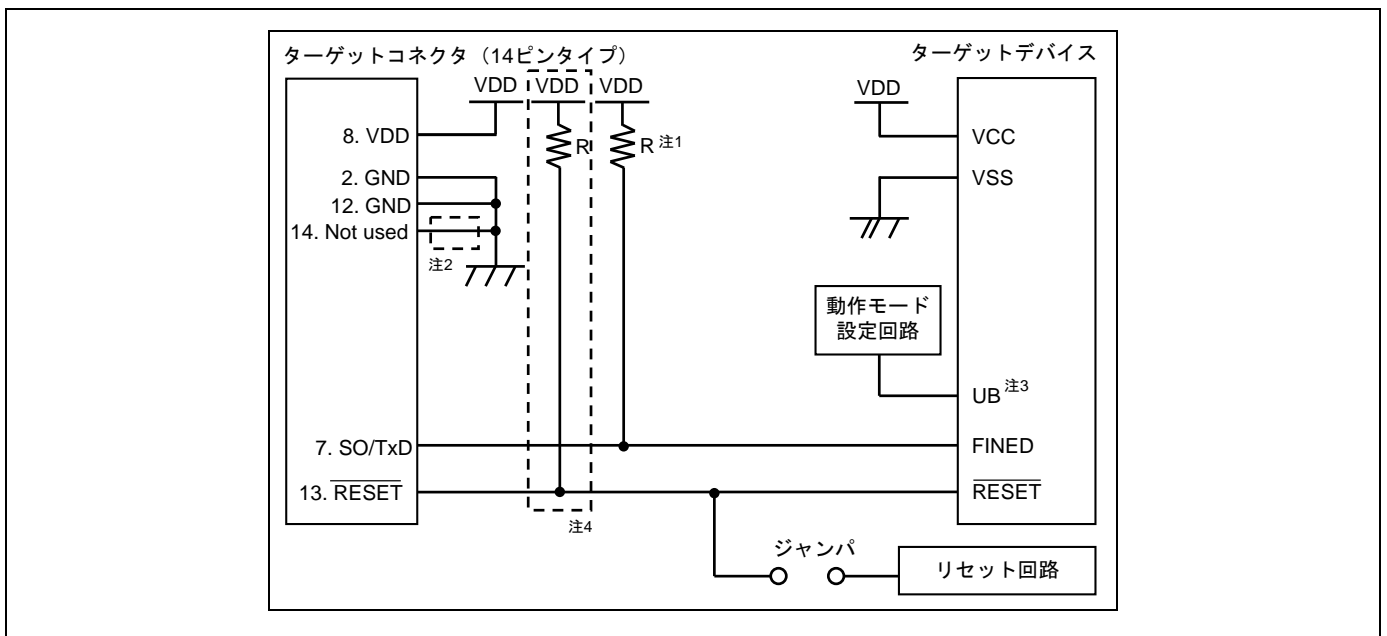 ターゲットコネクタ（14ピンタイプ）
ターゲットデバイス
VDD
VDD
VDD
VDD
8. VDD
R
R 注1
VCC
2. GND
VSS
12. GND
14. Not used
注2
動作モード
設定回路
UB 注3
7. SO/TxD
FINED
13. RESET
RESET
注4
ジャンパ
リセット回路